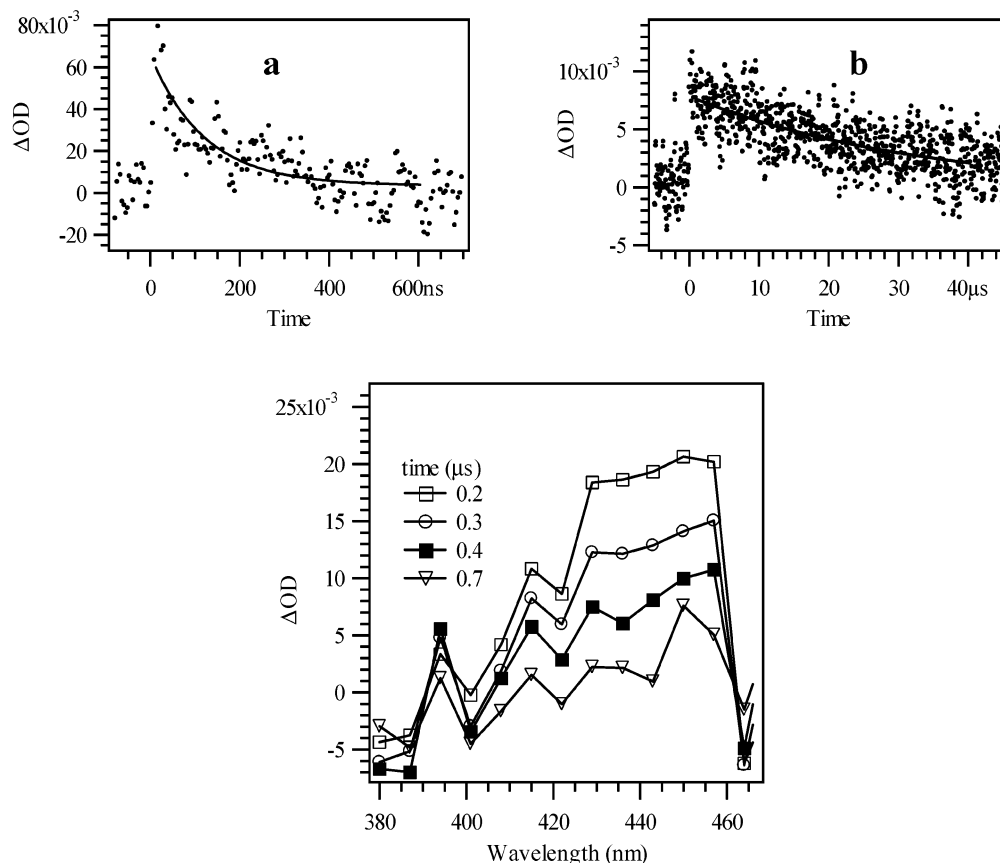 80x10⁻³
60
40
20
0
-20
ΔOD
a
0 200 400 600ns
Time
10x10⁻³
5
0
-5
ΔOD
b
0 10 20 30 40μs
Time
25x10⁻³
20
15
10
5
0
-5
ΔOD
time (μs)
0.2
0.3
0.4
0.7
380 400 420 440 460
Wavelength (nm)